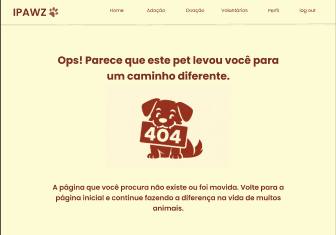 IPAWZ
Home Adoção Doação Voluntários Perfil log out
Ops! Parece que este pet levou você para
um caminho diferente.
404
A página que você procura não existe ou foi movida. Volte para a
página inicial e continue fazendo a diferença na vida de muitos
animais.